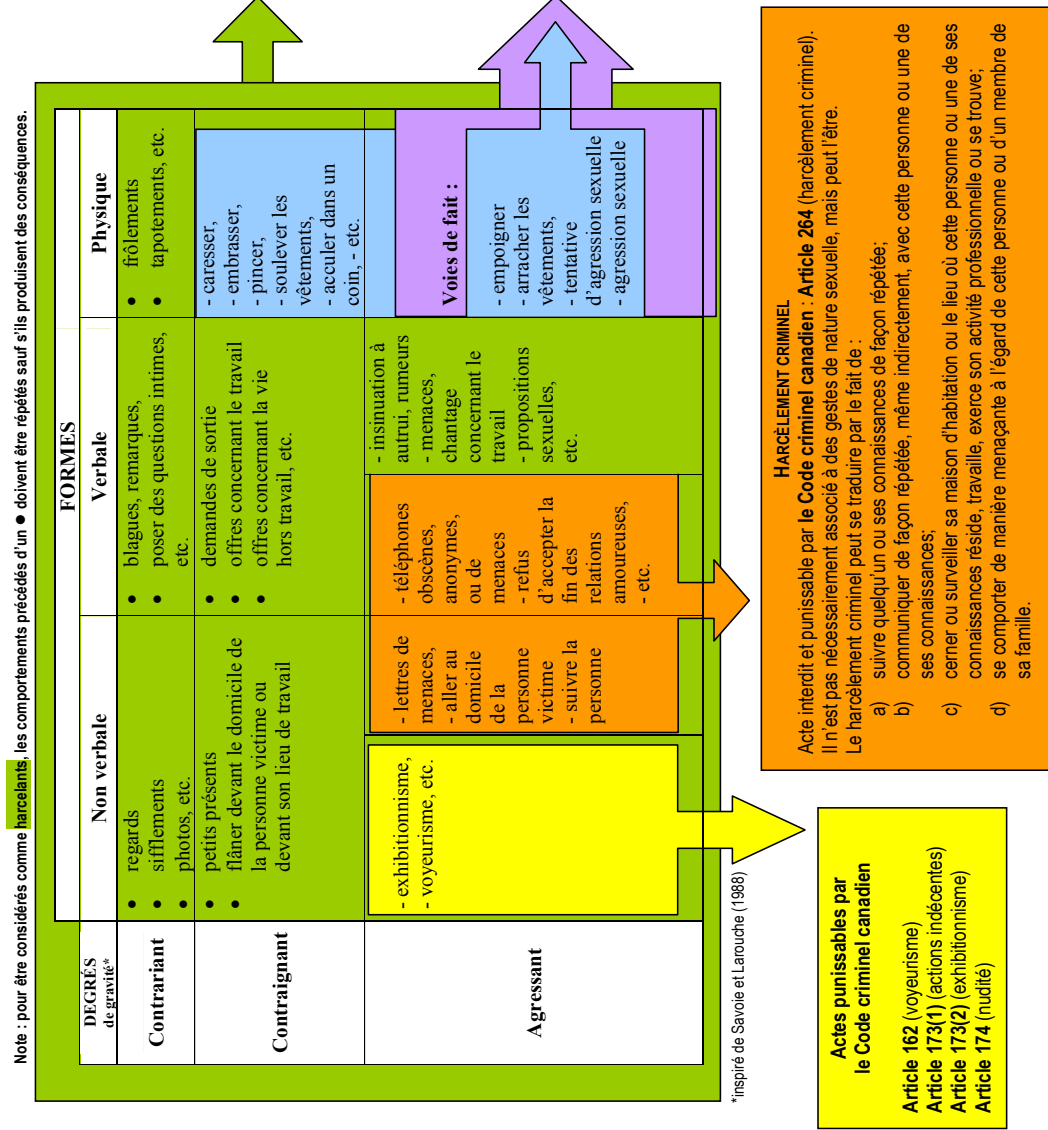 Note : pour être considérés comme harcelants, les comportements précédés d'un ● doivent être répétés sauf s'ils produisent des conséquences.
FORMES
DEGRÉS
de gravité*
Non verbale
Verbale
Physique
Contrariant
● regards
● sifflements
● photos, etc.
● blagues, remarques,
● poser des questions intimes,
etc.
● frôlements
● tapotements, etc.
Contraignant
● petits présents
● flâner devant le domicile de
la personne victime ou
devant son lieu de travail
● demandes de sortie
● offres concernant le travail
● offres concernant la vie
hors travail, etc.
- caresser,
- embrasser,
- pincer,
- soulever les
vêtements,
- acculer dans un
coin, - etc.
Agressant
- exhibitionnisme,
- voyeurisme, etc.
- lettres de
menaces,
- aller au
domicile
de la
personne
victime
- suivre la
personne
- téléphones
obscènes,
anonymes,
ou de
menaces
- refus
d'accepter la
fin des
relations
amoureuses,
- etc.
- insinuation à
autrui, rumeurs
- menaces,
chantage
concernant le
travail
- propositions
sexuelles,
etc.
Voies de fait :
- empoigner
- arracher les
vêtements,
- tentative
d'agression sexuelle
- agression sexuelle
*inspiré de Savoie et Larouche (1988)
Actes punissables par
le Code criminel canadien
Article 162 (voyeurisme)
Article 173(1) (actions indécentes)
Article 173(2) (exhibitionnisme)
Article 174 (nudité)
HARCÈLEMENT CRIMINEL
Acte interdit et punissable par le Code criminel canadien : Article 264 (harcèlement criminel).
Il n'est pas nécessairement associé à des gestes de nature sexuelle, mais peut l'être.
Le harcèlement criminel peut se traduire par le fait de :
a) suivre quelqu'un ou ses connaissances de façon répétée;
b) communiquer de façon répétée, même indirectement, avec cette personne ou une de
ses connaissances;
c) cerner ou surveiller sa maison d'habitation ou le lieu où cette personne ou une de ses
connaissances réside, travaille, exerce son activité professionnelle ou se trouve;
d) se comporter de manière menaçante à l'égard de cette personne ou d'un membre de
sa famille.